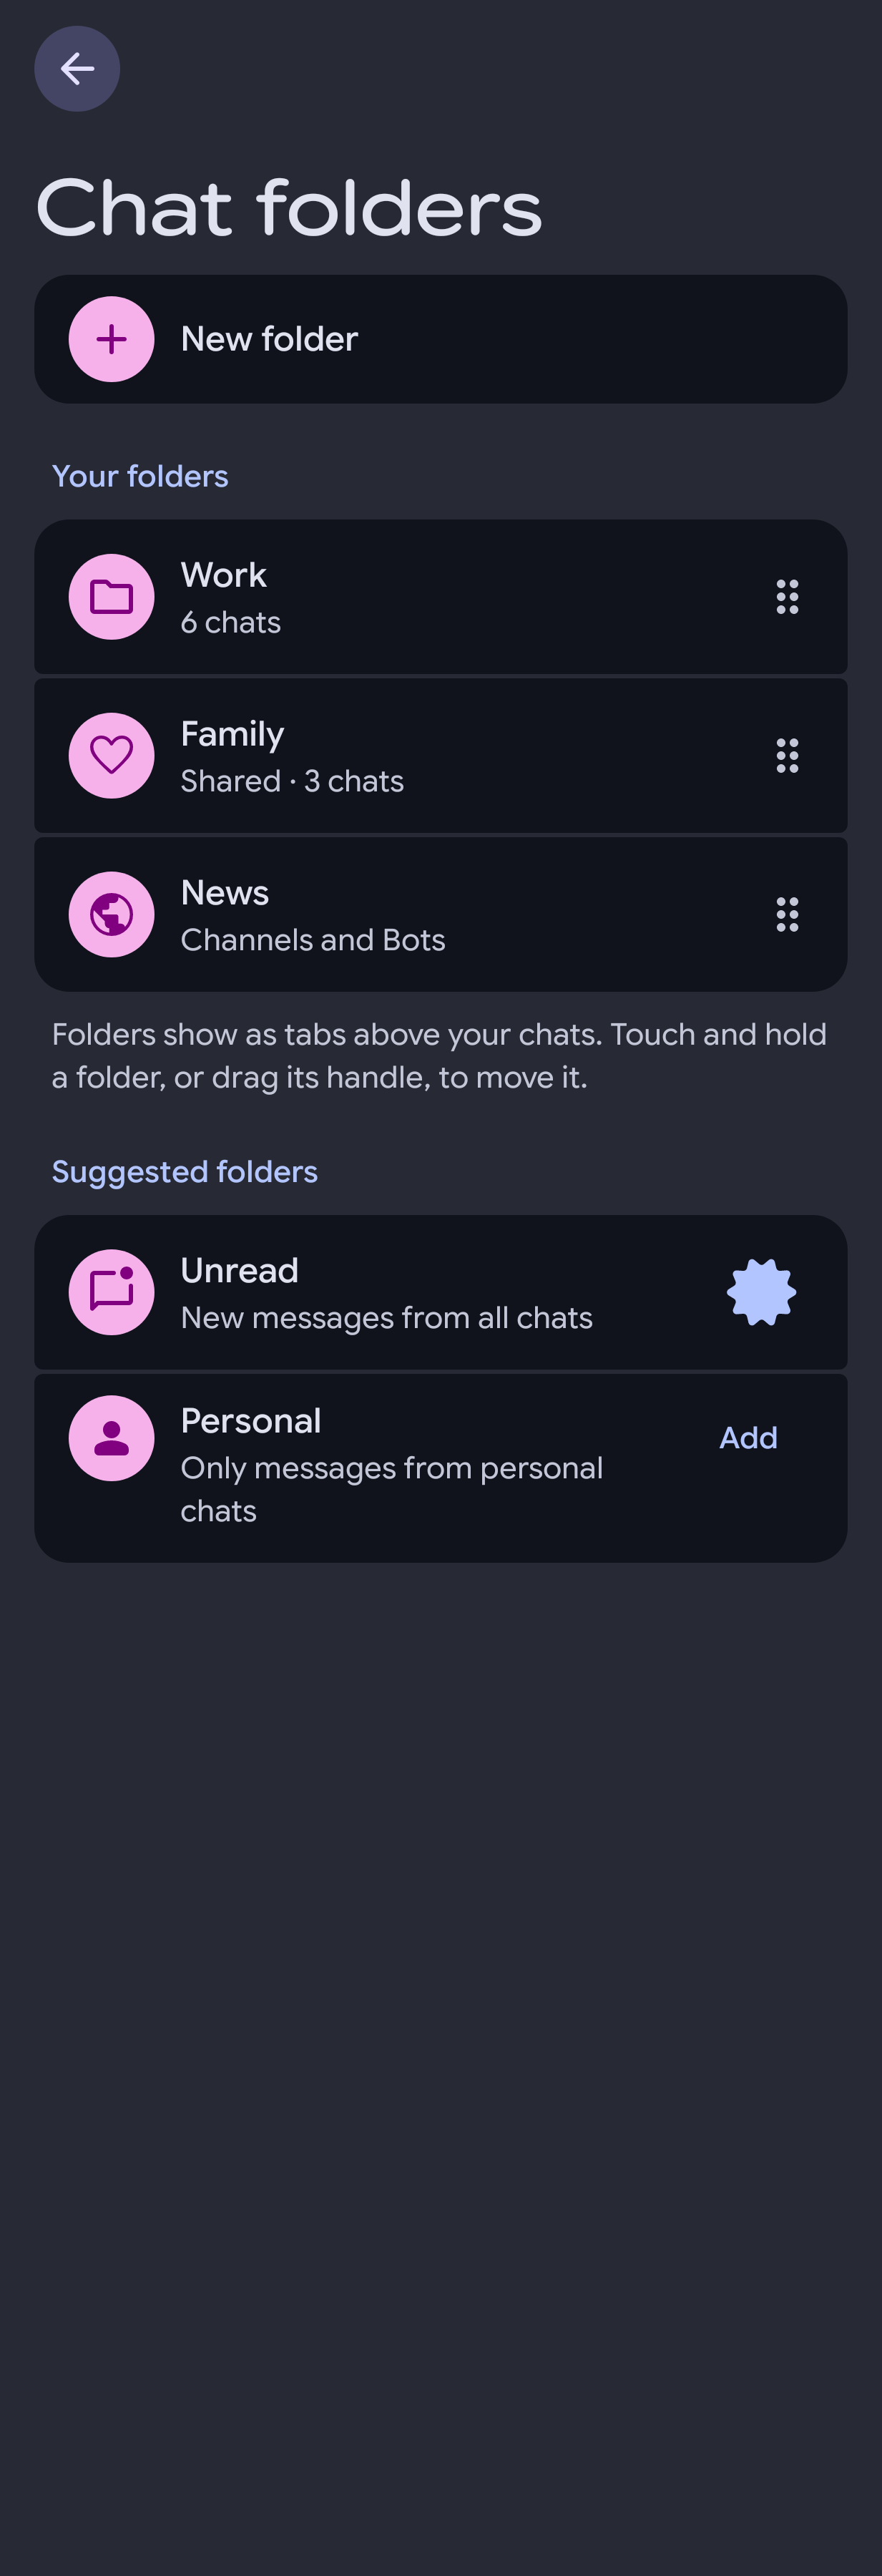 Chat folders
New folder
Your folders
Work
6 chats
Family
Shared · 3 chats
News
Channels and Bots
Folders show as tabs above your chats. Touch and hold
a folder, or drag its handle, to move it.
Suggested folders
Unread
New messages from all chats
Personal
Add
Only messages from personal
chats